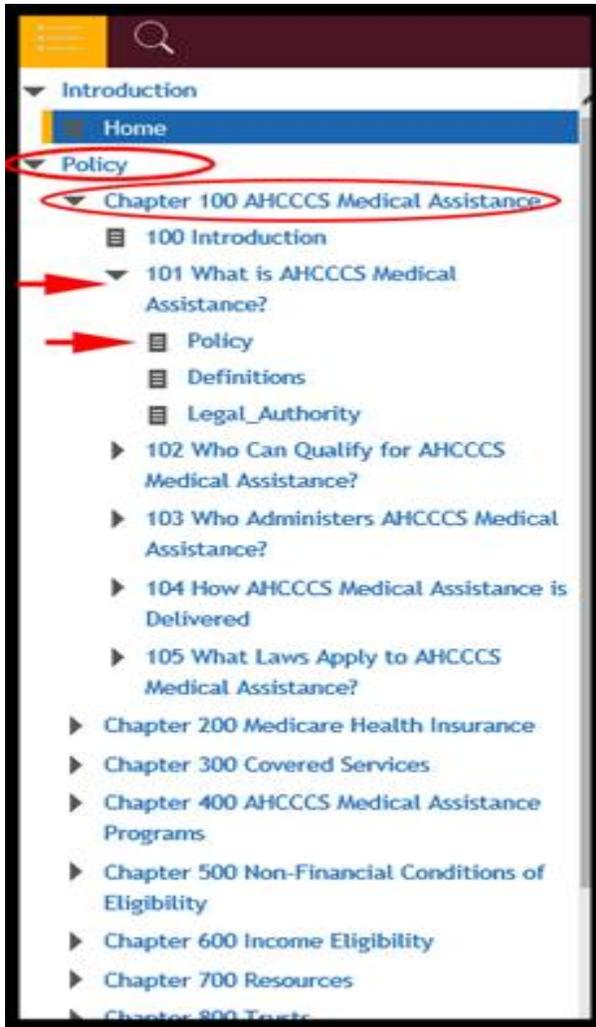 Introduction
Home
Policy
Chapter 100 AHCCCS Medical Assistance
100 Introduction
101 What is AHCCCS Medical
Assistance?
Policy
Definitions
Legal_Authority
102 Who Can Qualify for AHCCCS
Medical Assistance?
103 Who Administers AHCCCS Medical
Assistance?
104 How AHCCCS Medical Assistance is
Delivered
105 What Laws Apply to AHCCCS
Medical Assistance?
Chapter 200 Medicare Health Insurance
Chapter 300 Covered Services
Chapter 400 AHCCCS Medical Assistance
Programs
Chapter 500 Non-Financial Conditions of
Eligibility
Chapter 600 Income Eligibility
Chapter 700 Resources
Chapter 800 Trusts